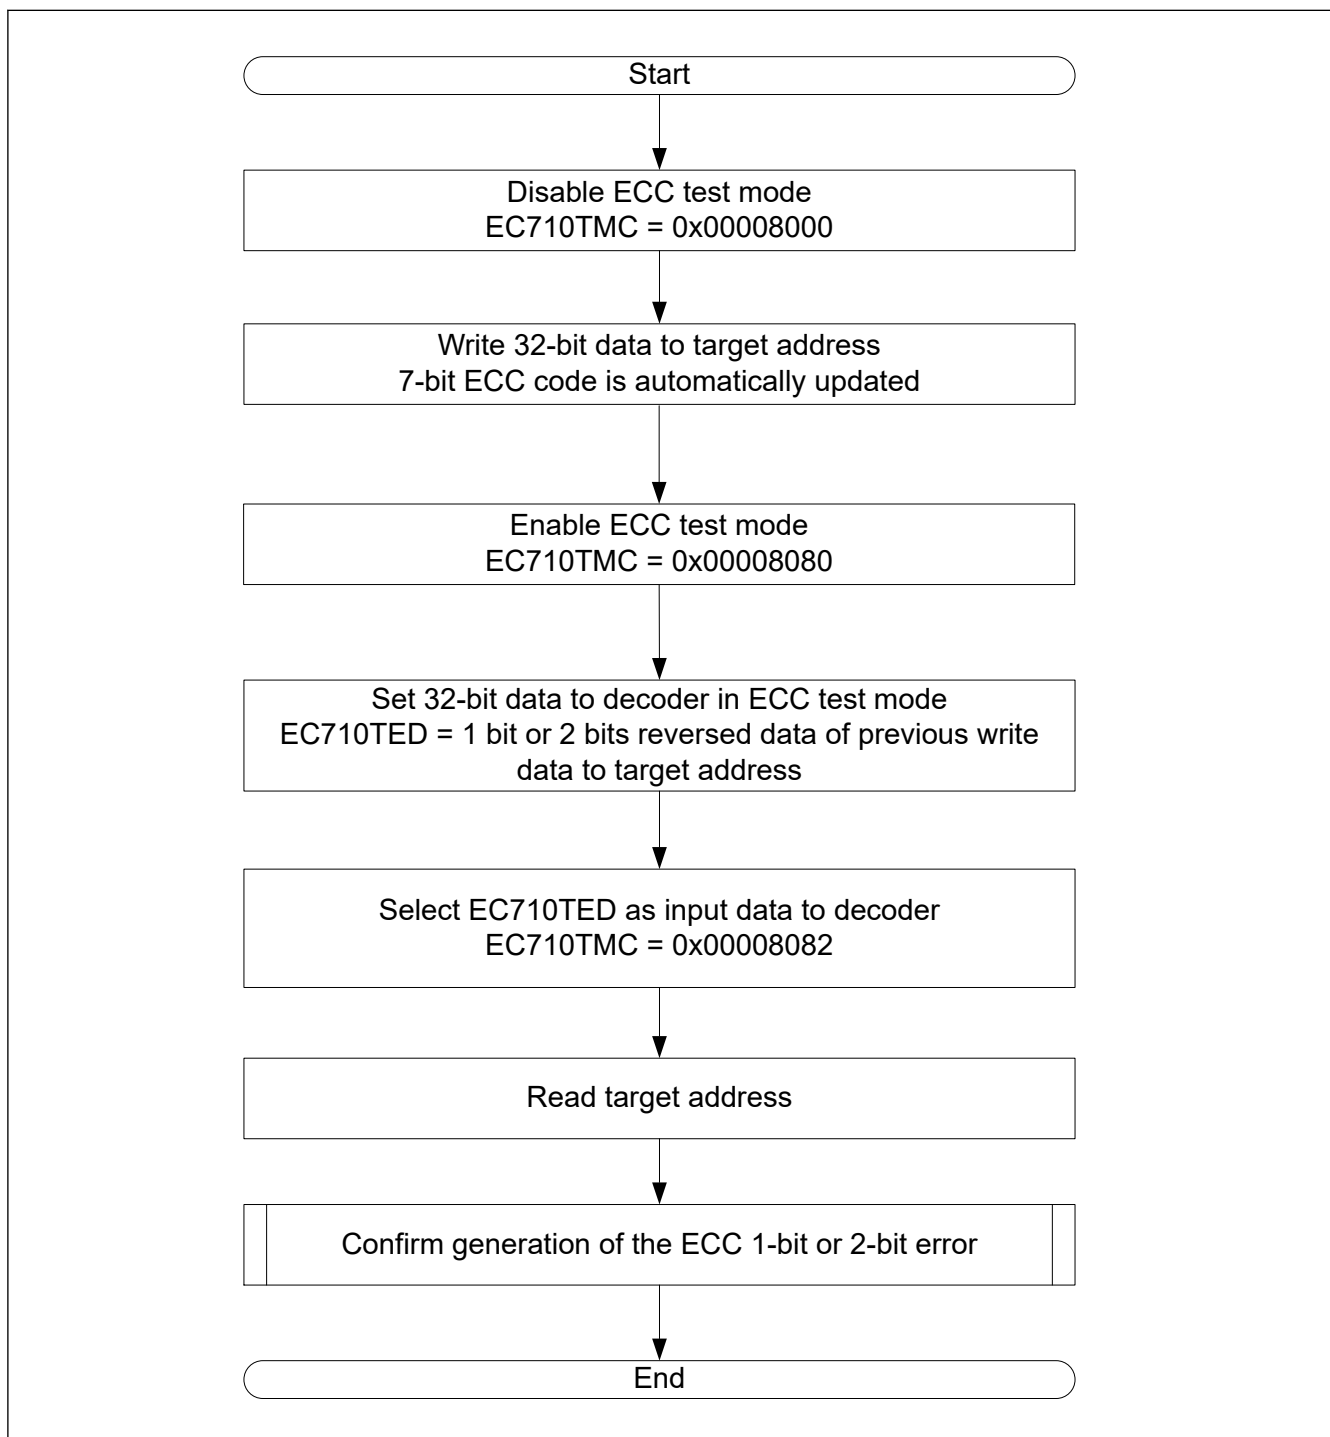 Start
Disable ECC test mode
EC710TMC = 0x00008000
Write 32-bit data to target address
7-bit ECC code is automatically updated
Enable ECC test mode
EC710TMC = 0x00008080
Set 32-bit data to decoder in ECC test mode
EC710TED = 1 bit or 2 bits reversed data of previous write
data to target address
Select EC710TED as input data to decoder
EC710TMC = 0x00008082
Read target address
Confirm generation of the ECC 1-bit or 2-bit error
End